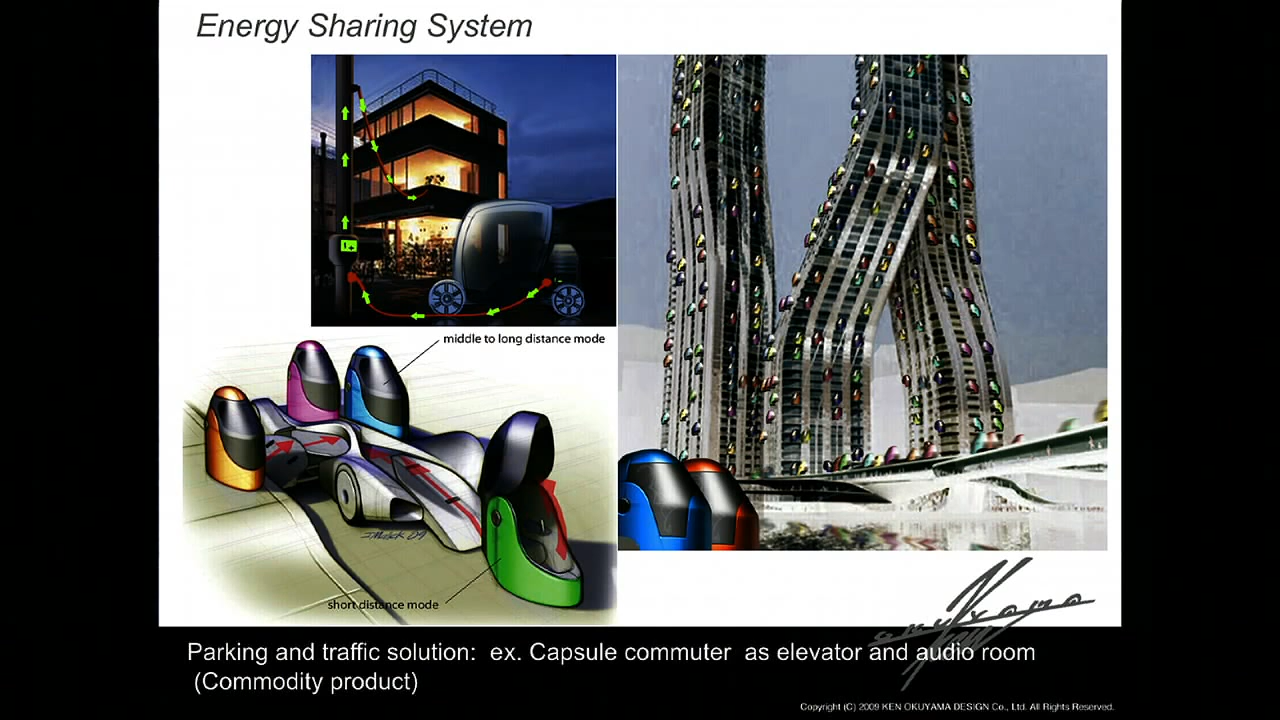 Energy Sharing System
middle to long distance mode
short distance mode
Okuyama
Parking and traffic solution: ex. Capsule commuter as elevator and audio room
(Commodity product)
Copyright (C) 2009 KEN OKUYAMA DESIGN Co., Ltd. All Rights Reserved.